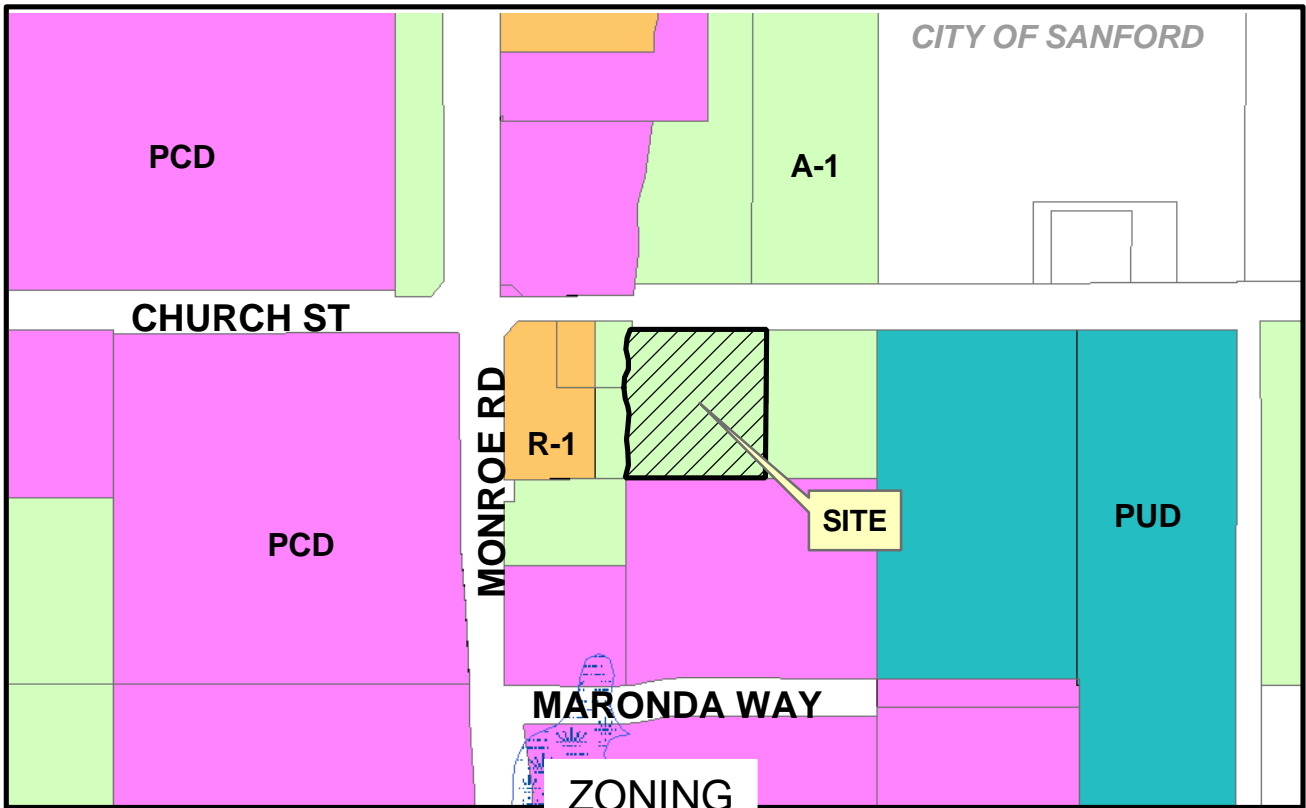 CITY OF SANFORD
PCD
A-1
CHURCH ST
MONROE RD
R-1
SITE
PUD
PCD
MARONDA WAY
ZONING